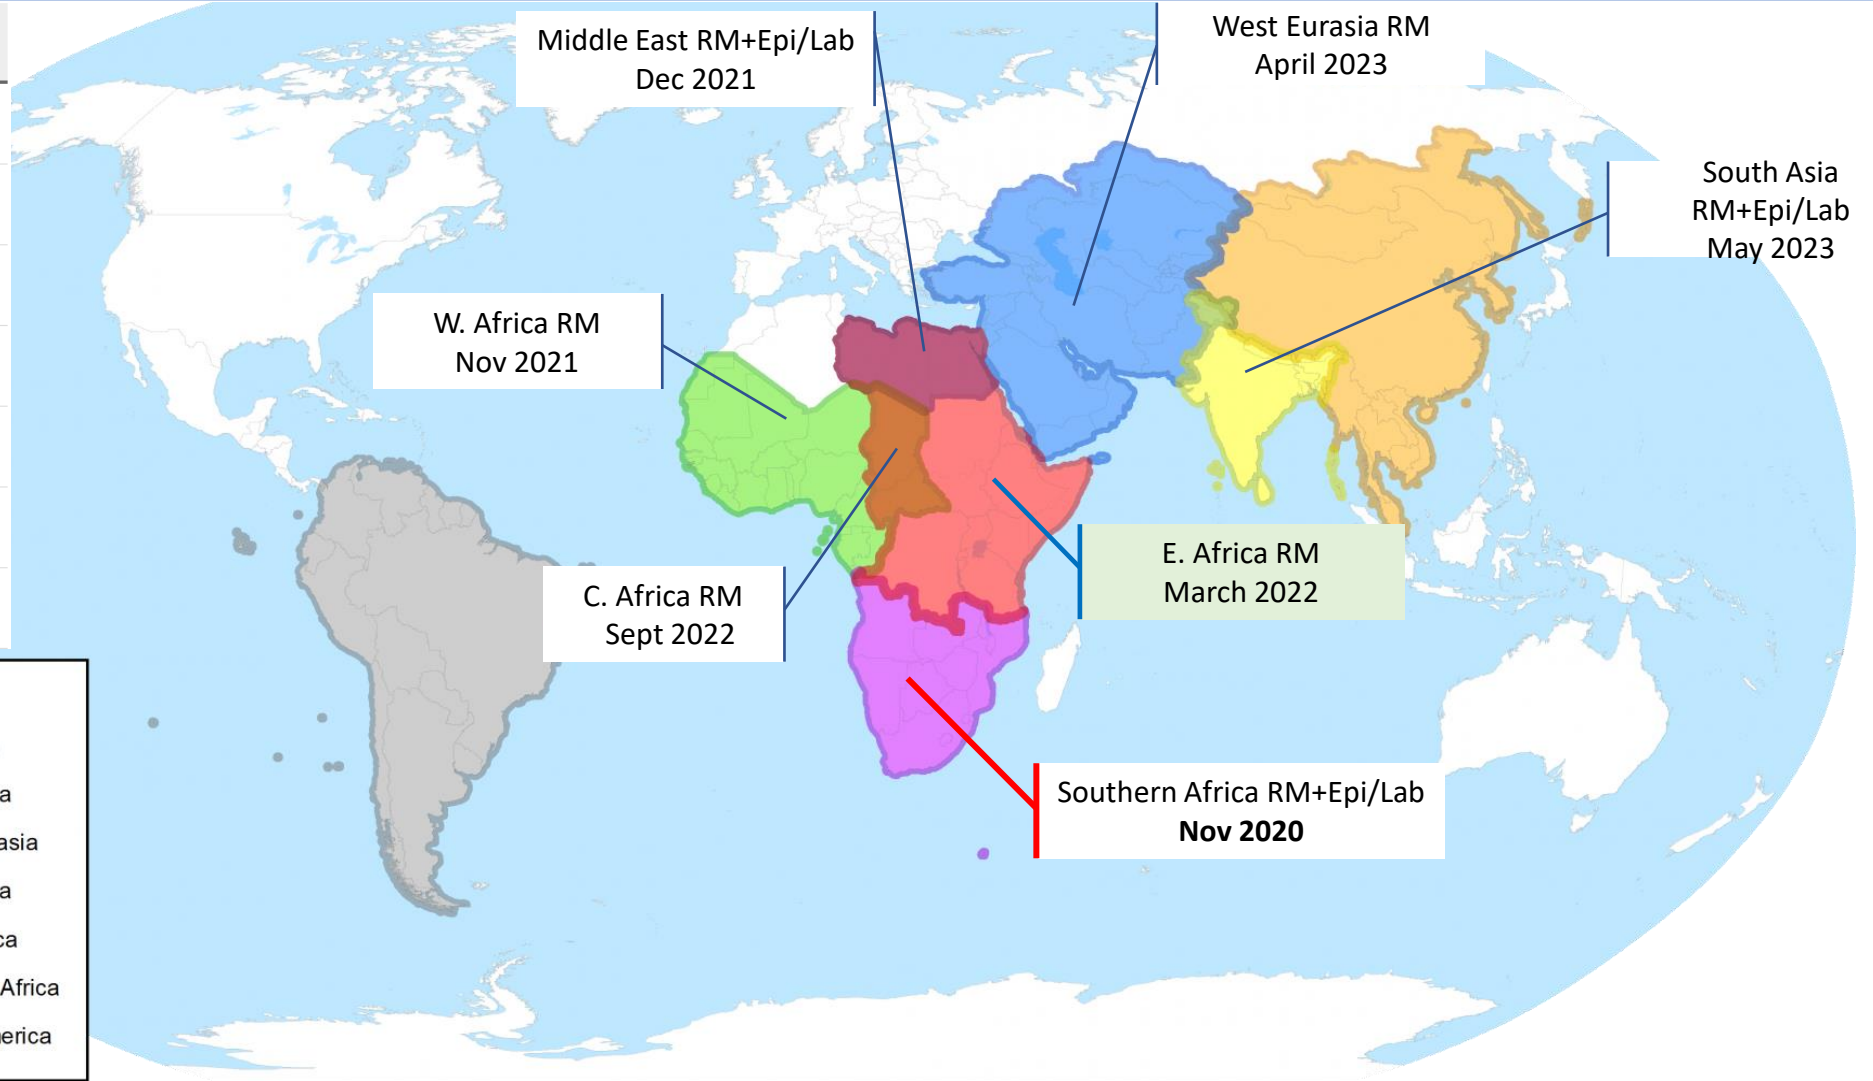 Middle East RM+Epi/Lab
Dec 2021
West Eurasia RM
April 2023
South Asia
RM+Epi/Lab
May 2023
W. Africa RM
Nov 2021
E. Africa RM
March 2022
C. Africa RM
Sept 2022
Southern Africa RM+Epi/Lab
Nov 2020
a
asia
a
ca
Africa
erica